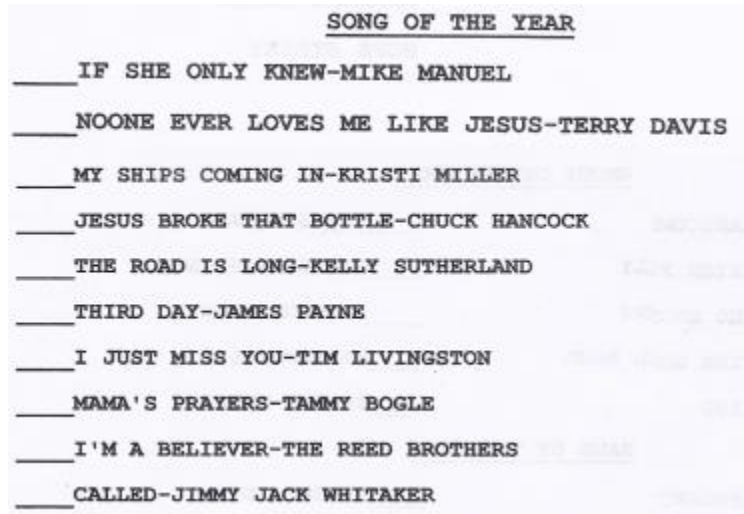 SONG OF THE YEAR
____IF SHE ONLY KNEW-MIKE MANUEL
____NOONE EVER LOVES ME LIKE JESUS-TERRY DAVIS
____MY SHIPS COMING IN-KRISTI MILLER
____JESUS BROKE THAT BOTTLE-CHUCK HANCOCK
____THE ROAD IS LONG-KELLY SUTHERLAND
____THIRD DAY-JAMES PAYNE
____I JUST MISS YOU-TIM LIVINGSTON
____MAMA'S PRAYERS-TAMMY BOGLE
____I'M A BELIEVER-THE REED BROTHERS
____CALLED-JIMMY JACK WHITAKER